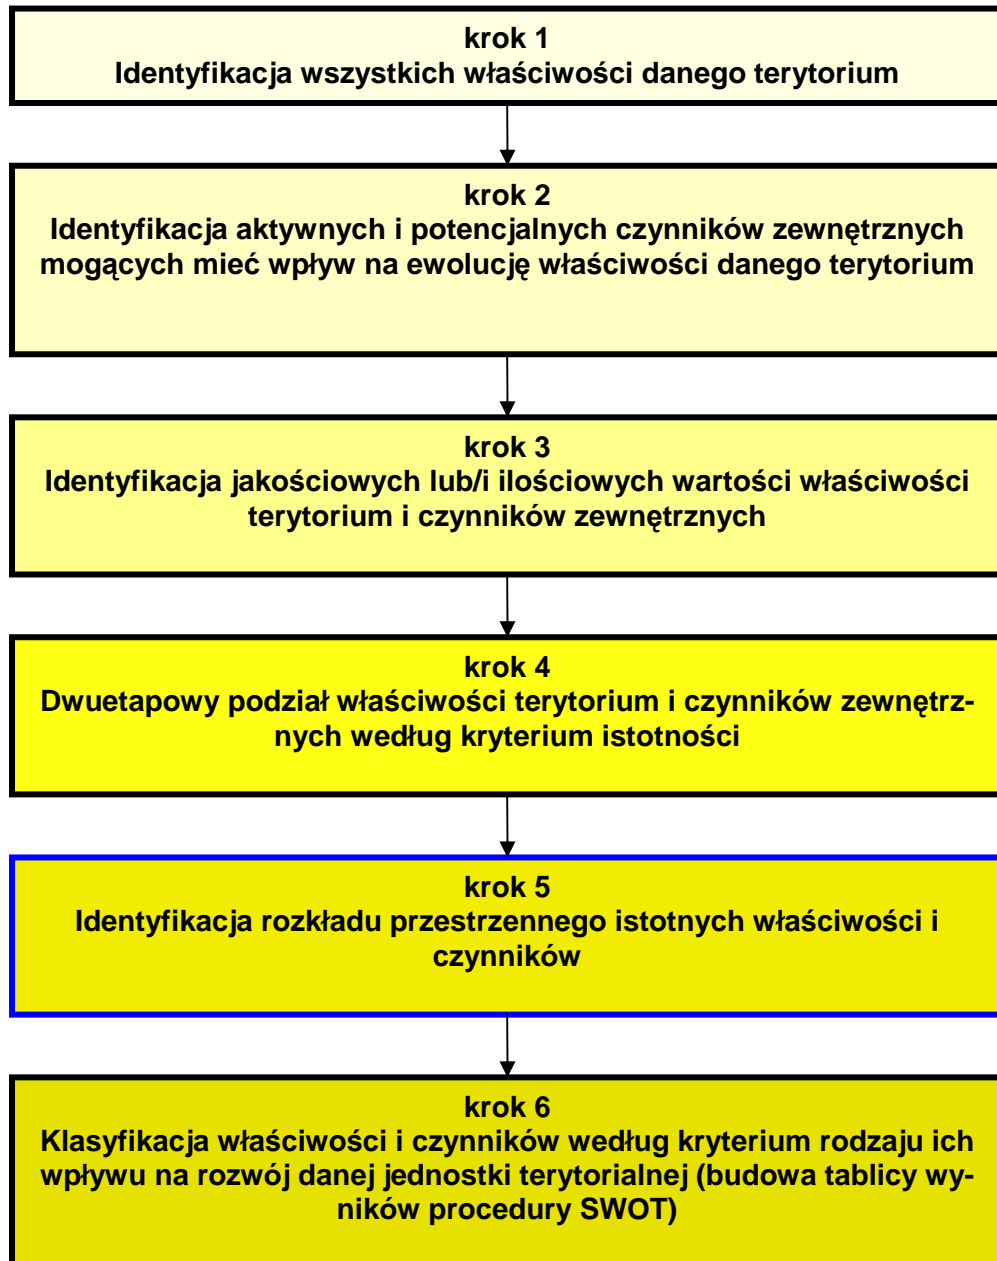 krok 1
Identyfikacja wszystkich właściwości danego terytorium
krok 2
Identyfikacja aktywnych i potencjalnych czynników zewnętrznych
mogących mieć wpływ na ewolucję właściwości danego terytorium
krok 3
Identyfikacja jakościowych lub/i ilościowych wartości właściwości
terytorium i czynników zewnętrznych
krok 4
Dwuetapowy podział właściwości terytorium i czynników zewnętrz-
nych według kryterium istotności
krok 5
Identyfikacja rozkładu przestrzennego istotnych właściwości i
czynników
krok 6
Klasyfikacja właściwości i czynników według kryterium rodzaju ich
wpływu na rozwój danej jednostki terytorialnej (budowa tablicy wy-
ników procedury SWOT)